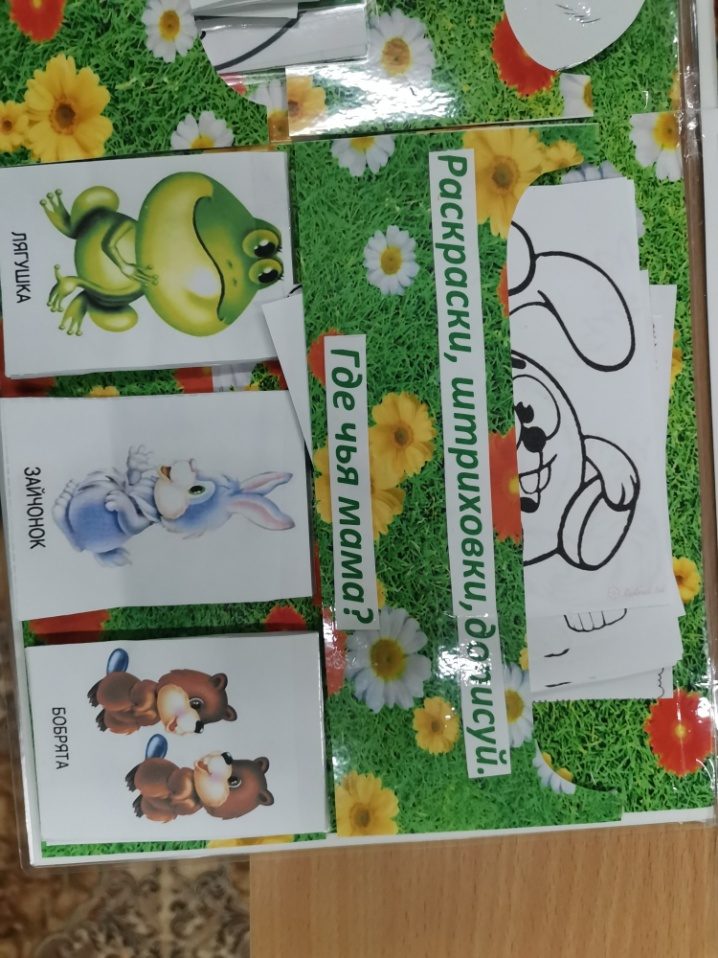 Раскраски, штриховки, дорисуй.
Где чья мама?
ЛЯГУШКА
ЗАЙЧОНОК
БОБРЯТА